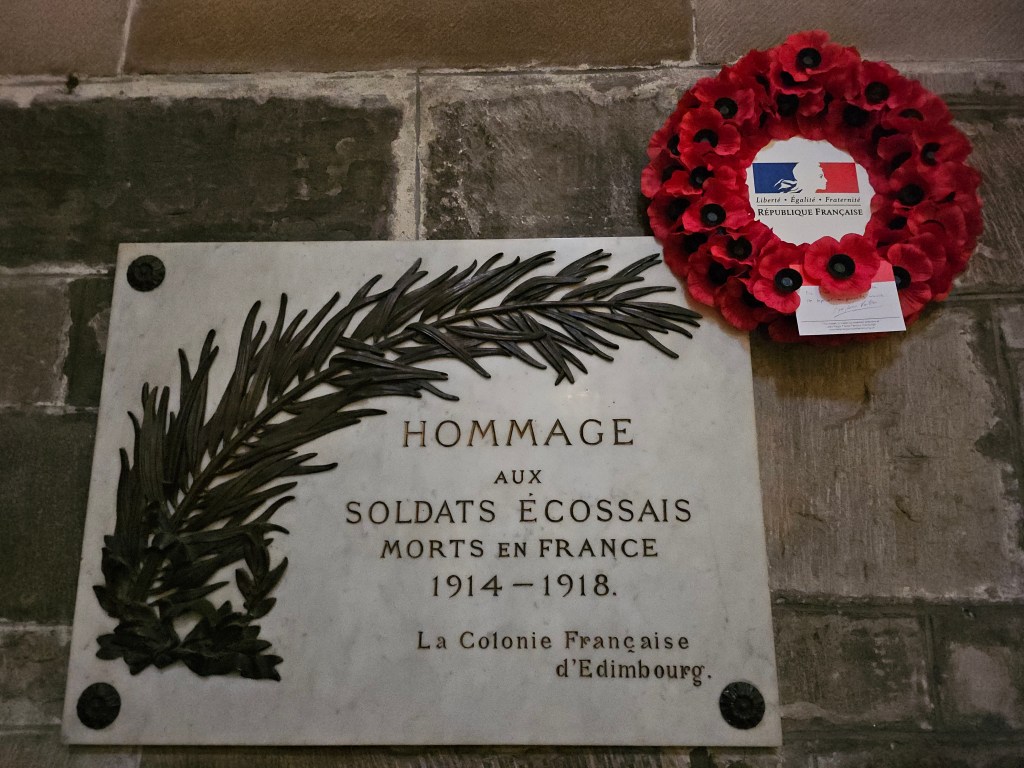 Liberté • Égalité • Fraternité
RÉPUBLIQUE FRANÇAISE
HOMMAGE
AUX
SOLDATS ÉCOSSAIS
MORTS EN FRANCE
1914 – 1918.
La Colonie Française
d'Edimbourg.